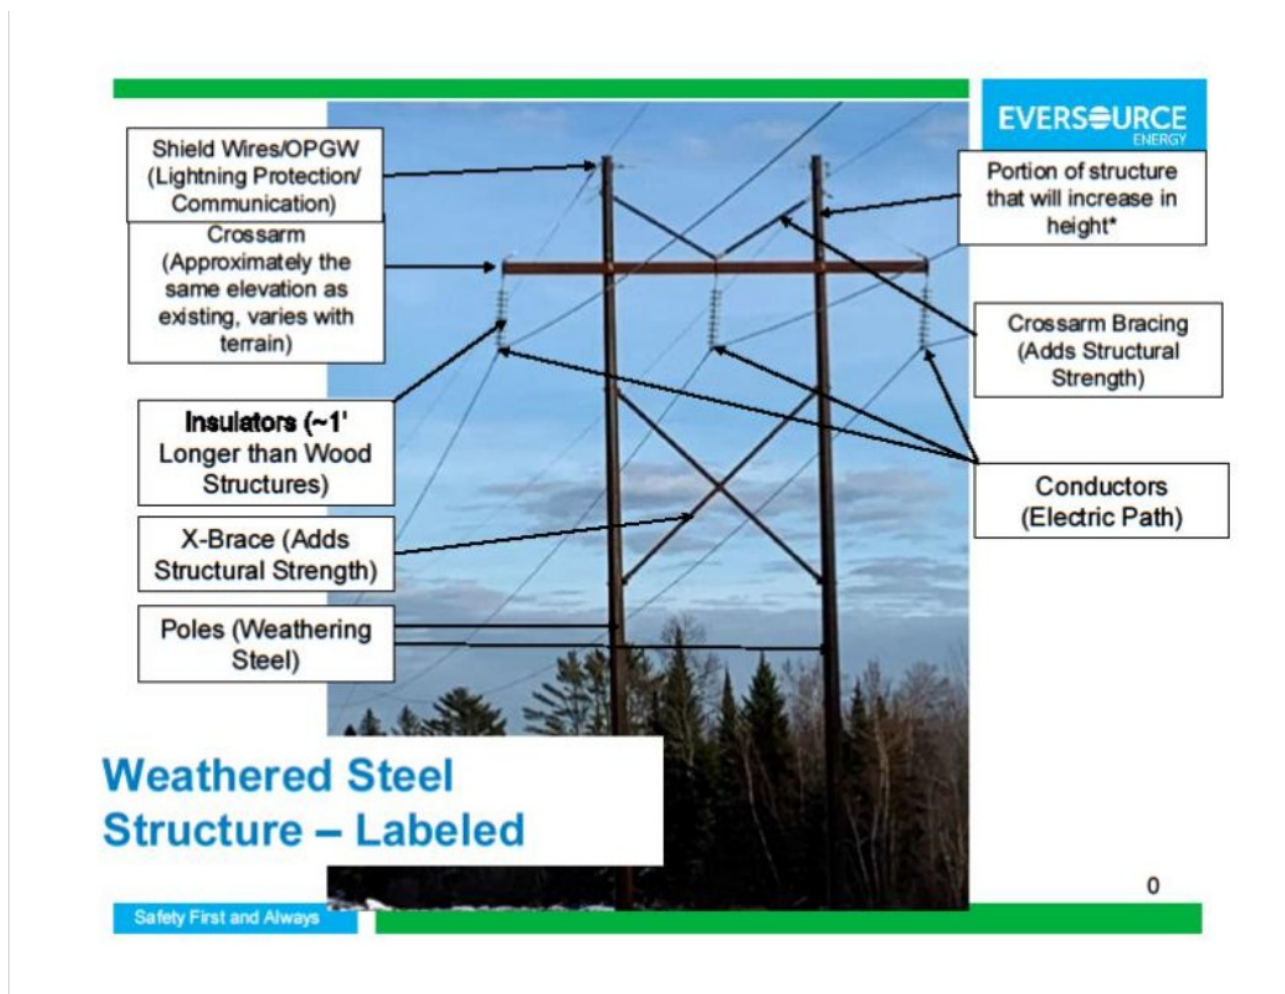 EVERSOURCE
ENERGY
Shield Wires/OPGW
(Lightning Protection/
Communication)
Crossarm
(Approximately the
same elevation as
existing, varies with
terrain)
Insulators (~1'
Longer than Wood
Structures)
X-Brace (Adds
Structural Strength)
Poles (Weathering
Steel)
Portion of structure
that will increase in
height*
Crossarm Bracing
(Adds Structural
Strength)
Conductors
(Electric Path)
Weathered Steel
Structure – Labeled
0
Safety First and Always